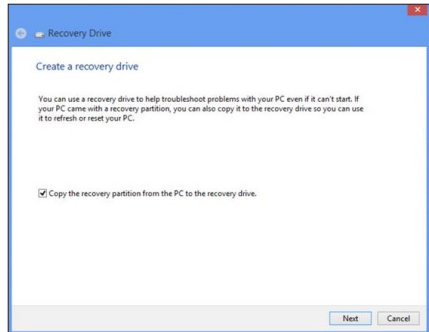 Recovery Drive
Create a recovery drive
You can use a recovery drive to help troubleshoot problems with your PC even if it can't start. If
your PC came with a recovery partition, you can also copy it to the recovery drive so you can use
it to refresh or reset your PC.
Copy the recovery partition from the PC to the recovery drive.
Next Cancel